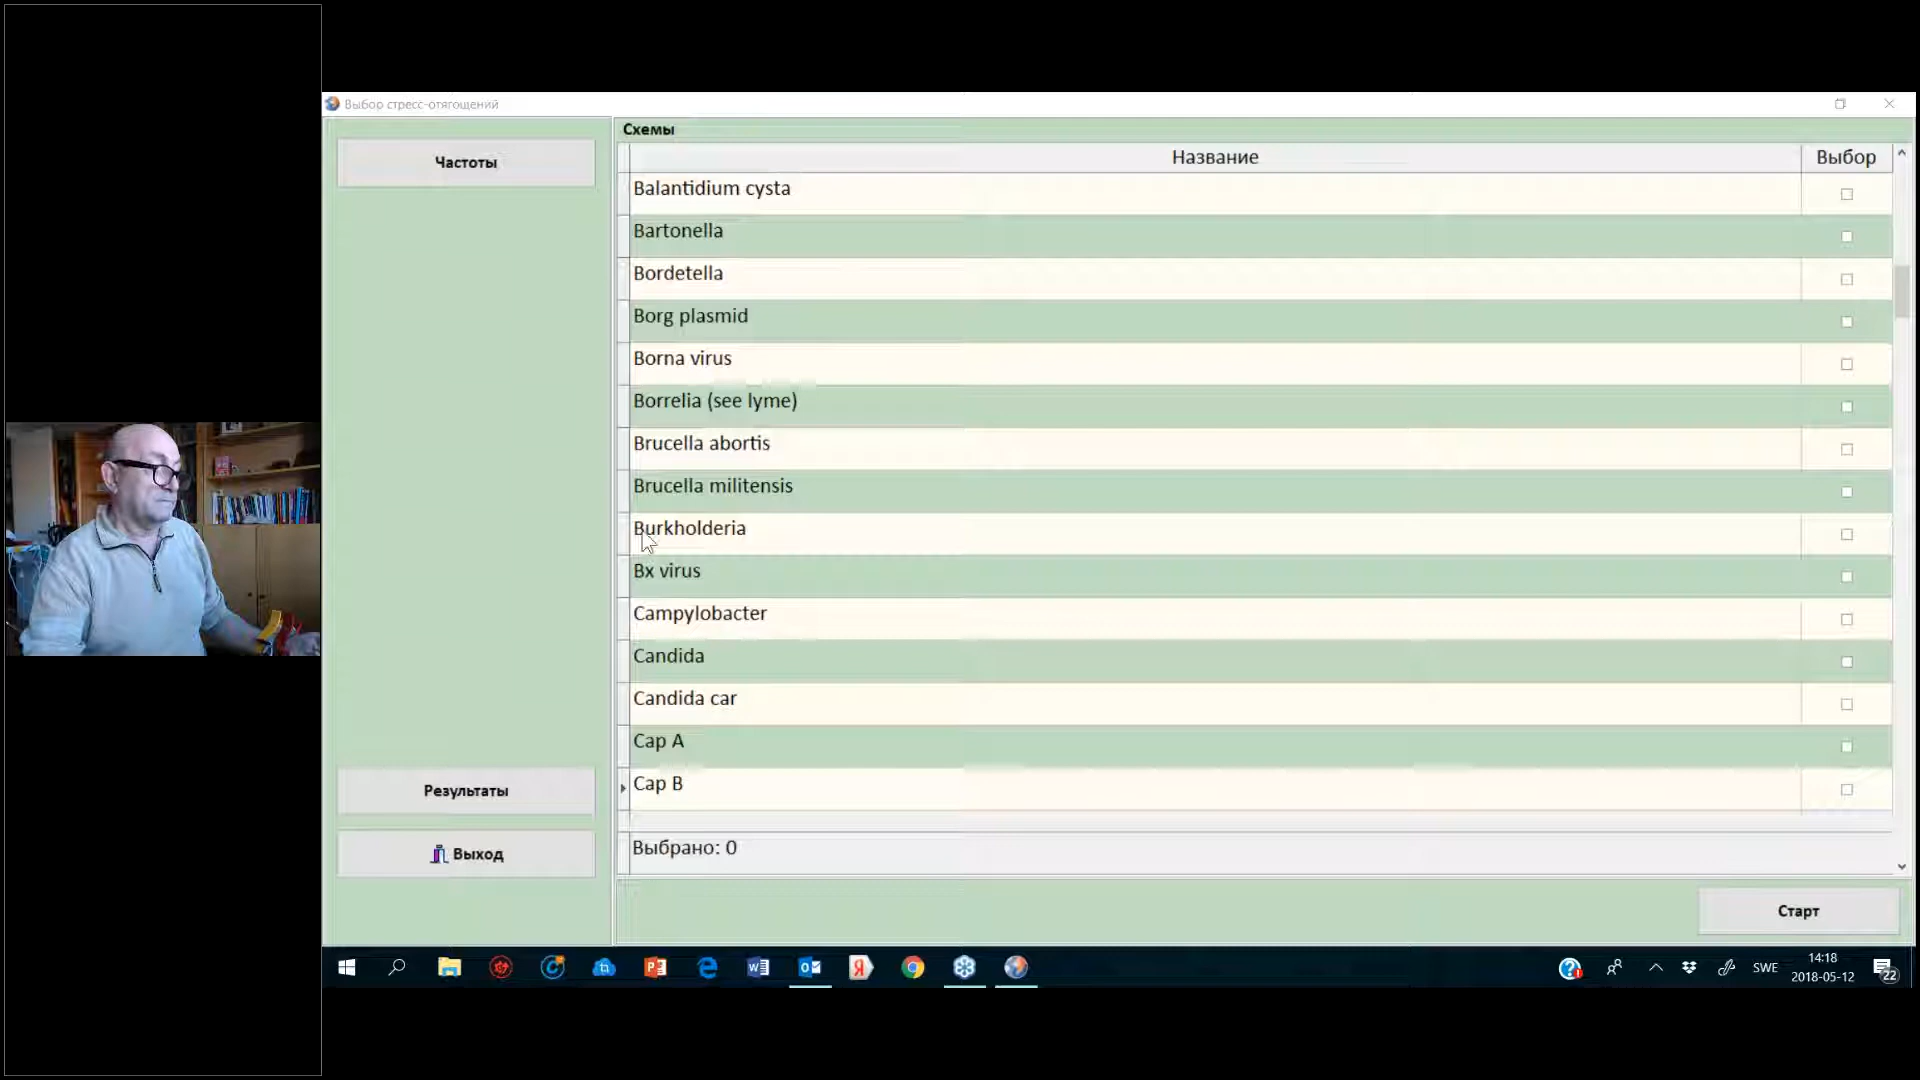 Выбор стресс-отягощений
Частоты
Результаты
Выход
Схемы
Название Выбор
Balantidium cysta
Bartonella
Bordetella
Borg plasmid
Borna virus
Borrelia (see lyme)
Brucella abortis
Brucella militensis
Burkholderia
Bx virus
Campylobacter
Candida
Candida car
Cap A
Cap B
Выбрано: 0
Старт
SWE
14:18
2018-05-12
22